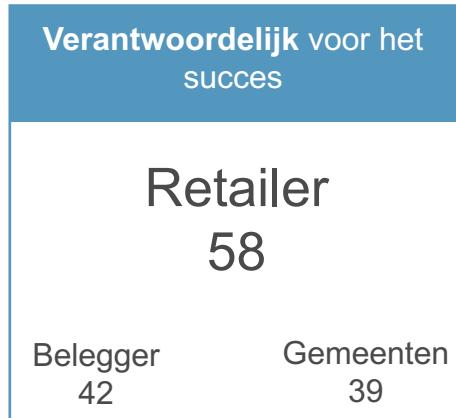 Verantwoordelijk voor het
succes
Retailer
58
Belegger
42
Gemeenten
39